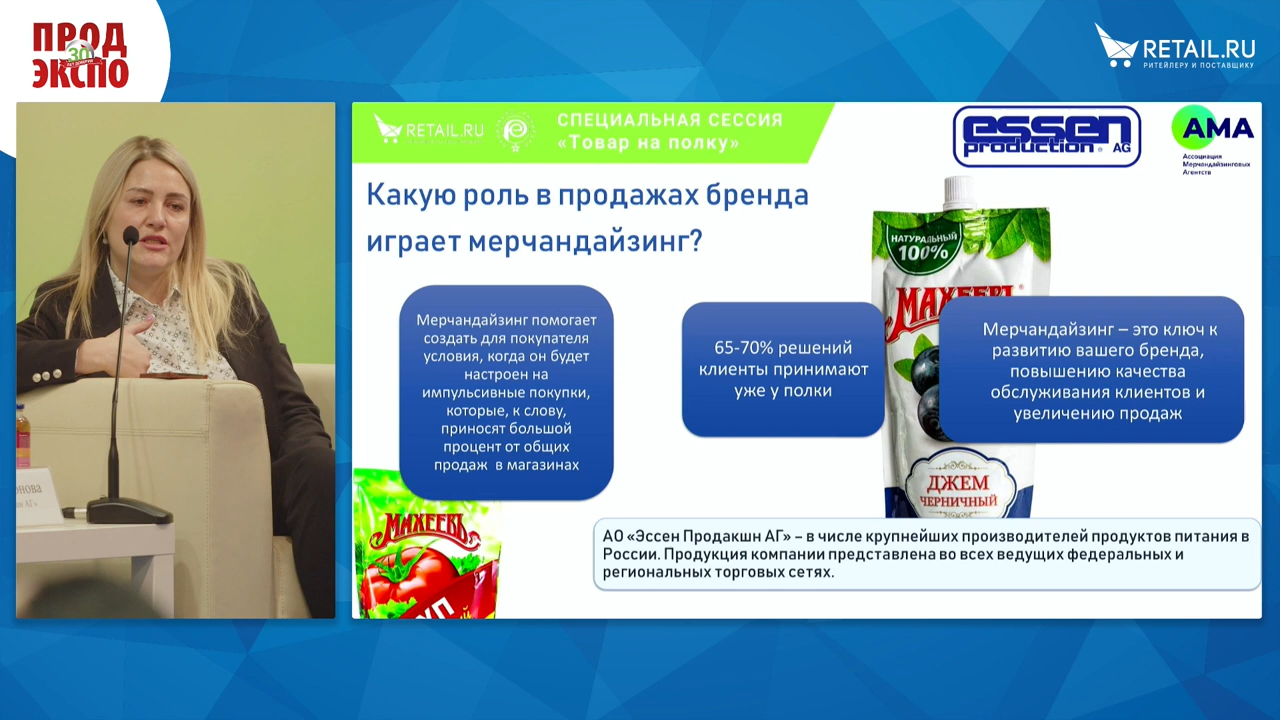 ПРОД
30
ЛЕТ ДОВЕРИЯ
ЭКСПО
RETAIL.RU
РИТЕЙЛЕРУ И ПОСТАВЩИКУ
RETAIL.RU
СПЕЦИАЛЬНАЯ СЕССИЯ
«Товар на полку»
essen
production
® AG
АМА
Ассоциация
Мерчандайзинговых
Агентств
Какую роль в продажах бренда
играет мерчандайзинг?
Мерчандайзинг помогает
создать для покупателя
условия, когда он будет
настроен на
импульсивные покупки,
которые, к слову,
приносят большой
процент от общих
продаж в магазинах
65-70% решений
клиенты принимают
уже у полки
Мерчандайзинг – это ключ к
развитию вашего бренда,
повышению качества
обслуживания клиентов и
увеличению продаж
НАТУРАЛЬНЫЙ
100%
МАХЕЕВЪ
ДЖЕМ
ЧЕРНИЧНЫЙ
МАХЕЕВЪ
АО «Эссен Продакшн АГ» – в числе крупнейших производителей продуктов питания в
России. Продукция компании представлена во всех ведущих федеральных и
региональных торговых сетях.